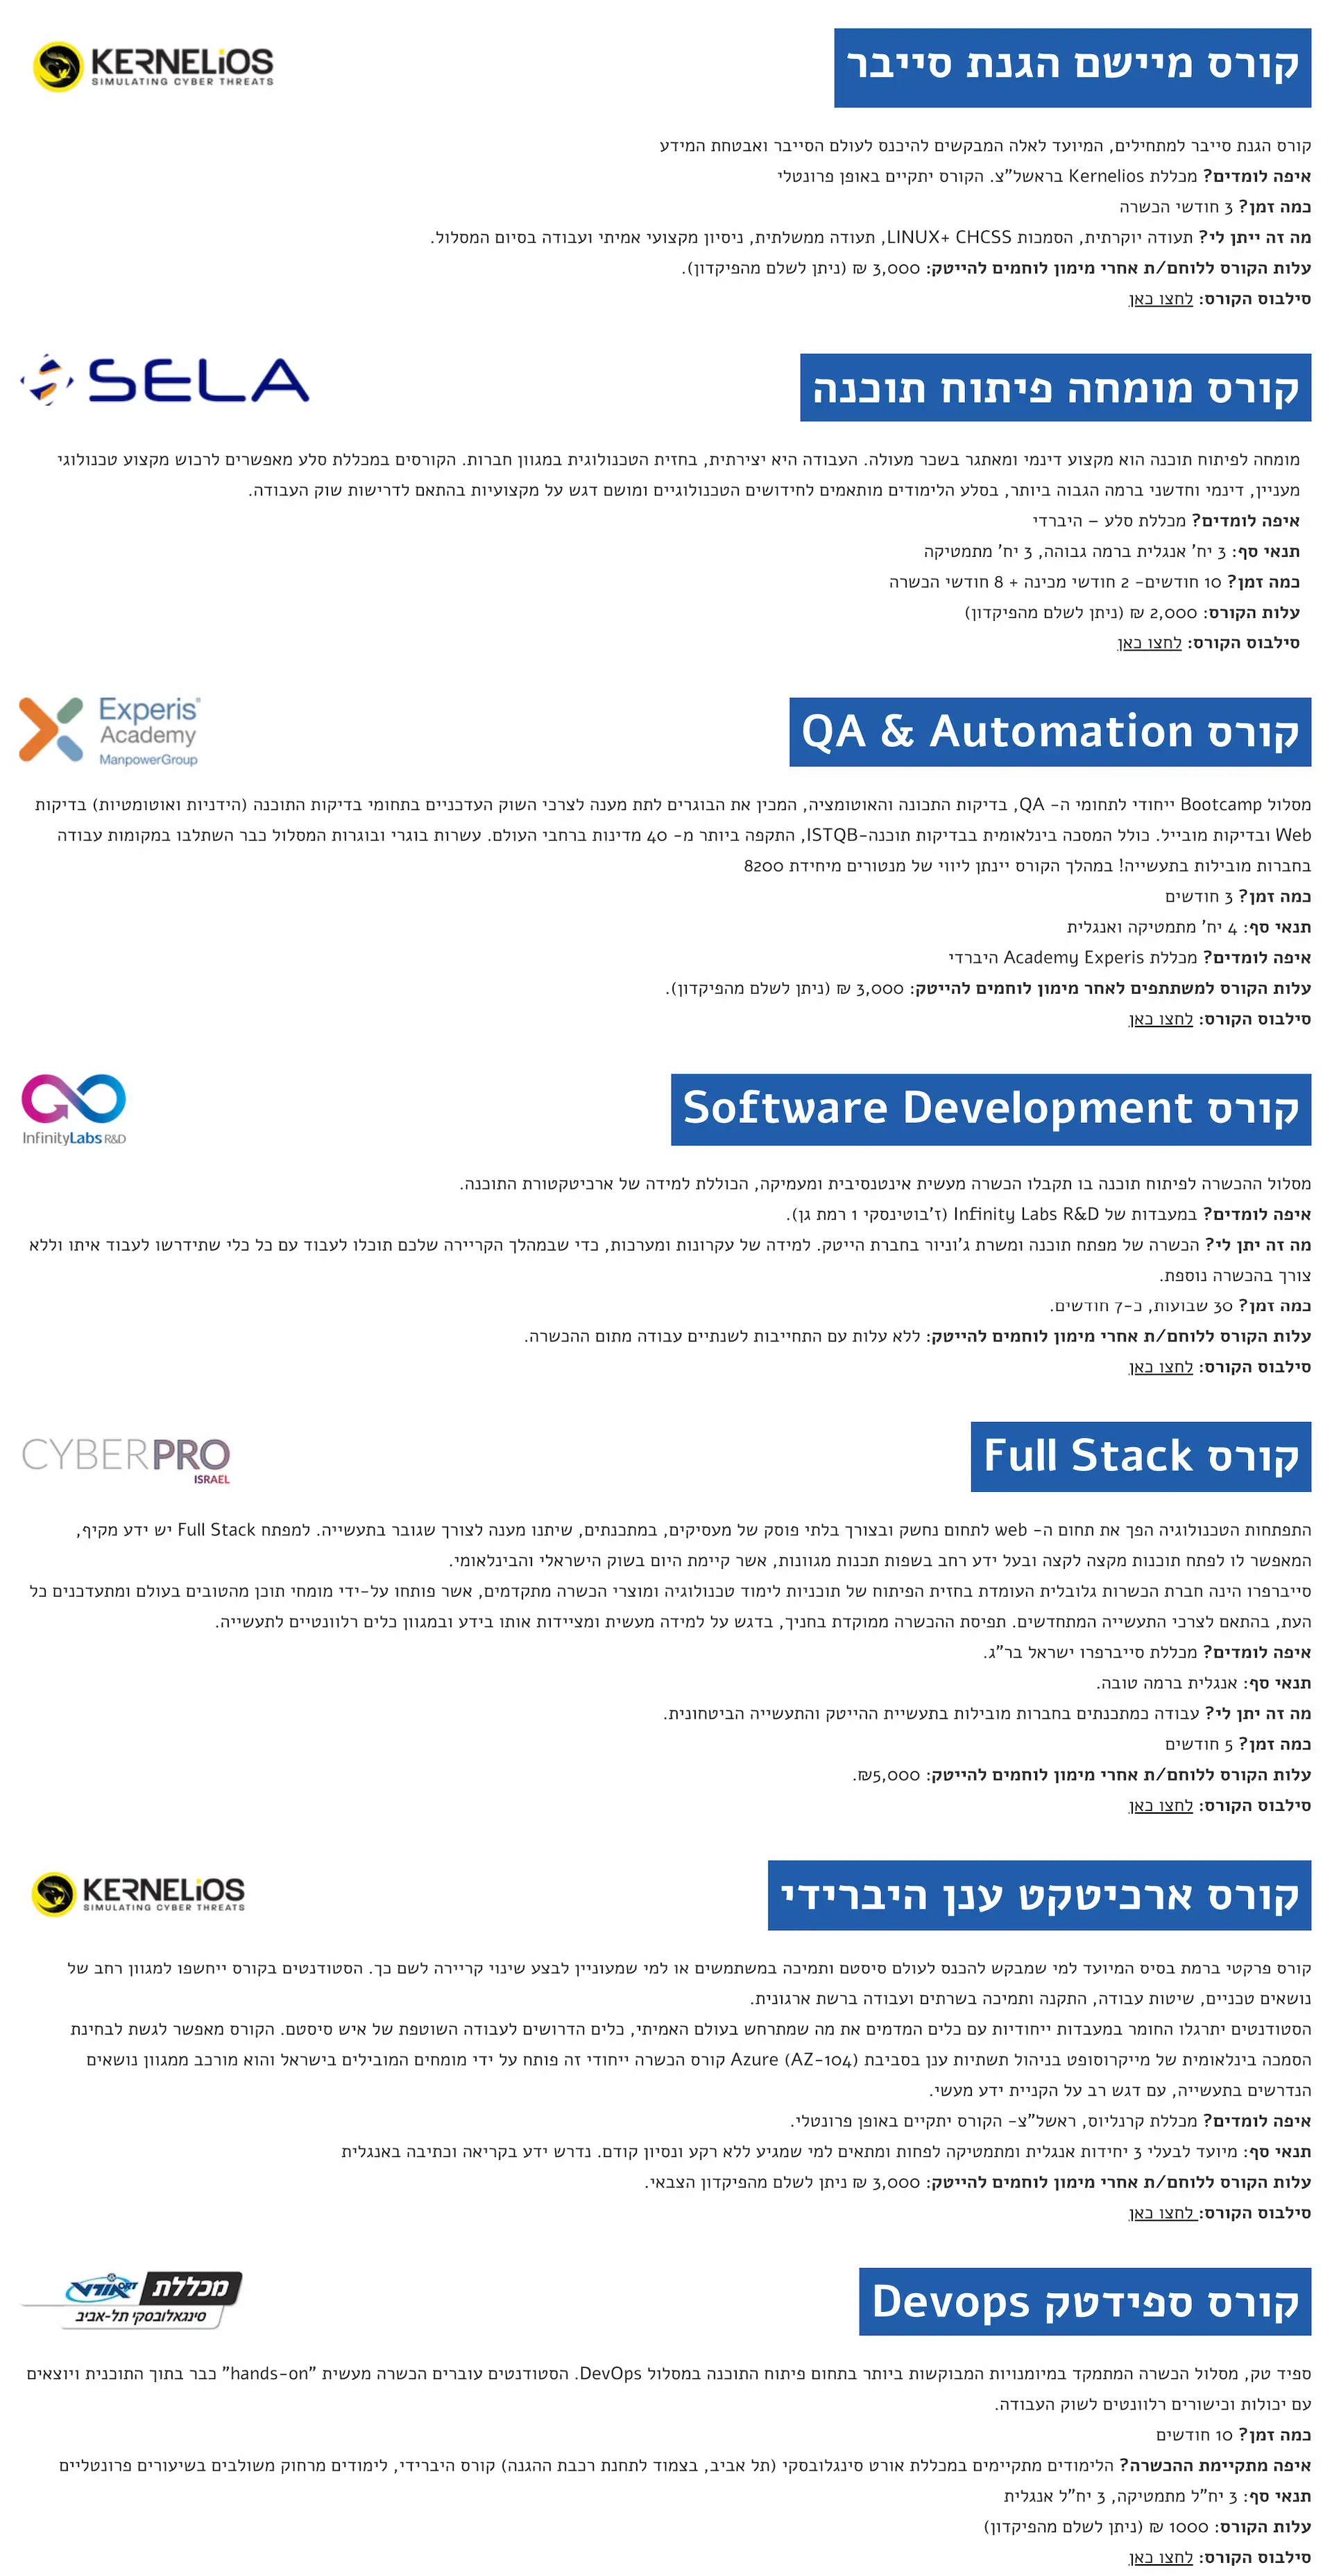 קורס מיישם הגנת סייבר
KERNELiOS
SIMULATING CYBER THREATS
קורס הגנת סייבר למתחילים, המיועד לאלה המבקשים להיכנס לעולם הסייבר ואבטחת המידע
איפה לומדים? מכללת Kernelios בראשל"צ. הקורס יתקיים באופן פרונטלי
כמה זמן? 3 חודשי הכשרה
מה זה ייתן לי? תעודה יוקרתית, הסמכות LINUX+ CHCSS, תעודה ממשלתית, ניסיון מקצועי אמיתי ועבודה בסיום המסלול.
עלות הקורס ללוחם/ת אחרי מימון לוחמים להייטק: 3,000 ₪ (ניתן לשלם מהפיקדון).
סילבוס הקורס: לחצו כאן
קורס מומחה פיתוח תוכנה
SELA
מומחה לפיתוח תוכנה הוא מקצוע דינמי ומאתגר בשכר מעולה. העבודה היא יצירתית, בחזית הטכנולוגית במגוון חברות. הקורסים במכללת סלע מאפשרים לרכוש מקצוע טכנולוגי
מעניין, דינמי וחדשני ברמה הגבוה ביותר, בסלע הלימודים מותאמים לחידושים הטכנולוגיים ומושם דגש על מקצועיות בהתאם לדרישות שוק העבודה.
איפה לומדים? מכללת סלע – היברדי
תנאי סף: 3 יח' אנגלית ברמה גבוהה, 3 יח' מתמטיקה
כמה זמן? 10 חודשים- 2 חודשי מכינה + 8 חודשי הכשרה
עלות הקורס: 2,000 ₪ (ניתן לשלם מהפיקדון)
סילבוס הקורס: לחצו כאן
קורס QA & Automation
Experis®
Academy
ManpowerGroup
מסלול Bootcamp ייחודי לתחומי ה- QA, בדיקות התכונה והאוטומציה, המכין את הבוגרים לתת מענה לצרכי השוק העדכניים בתחומי בדיקות התוכנה (הידניות ואוטומטיות) בדיקות
Web ובדיקות מובייל. כולל המסכה בינלאומית בבדיקות תוכנה-ISTQB, התקפה ביותר מ- 40 מדינות ברחבי העולם. עשרות בוגרי ובוגרות המסלול כבר השתלבו במקומות עבודה
בחברות מובילות בתעשייה! במהלך הקורס יינתן ליווי של מנטורים מיחידת 8200
כמה זמן? 3 חודשים
תנאי סף: 4 יח' מתמטיקה ואנגלית
איפה לומדים? מכללת Academy Experis היברדי
עלות הקורס למשתתפים לאחר מימון לוחמים להייטק: 3,000 ₪ (ניתן לשלם מהפיקדון).
סילבוס הקורס: לחצו כאן
קורס Software Development
InfinityLabs R&D
מסלול ההכשרה לפיתוח תוכנה בו תקבלו הכשרה מעשית אינטנסיבית ומעמיקה, הכוללת למידה של ארכיטקטורת התוכנה.
איפה לומדים? במעבדות של Infinity Labs R&D (ז'בוטינסקי 1 רמת גן).
מה זה יתן לי? הכשרה של מפתח תוכנה ומשרת ג'וניור בחברת הייטק. למידה של עקרונות ומערכות, כדי שבמהלך הקריירה שלכם תוכלו לעבוד עם כל כלי שתידרשו לעבוד איתו וללא
צורך בהכשרה נוספת.
כמה זמן? 30 שבועות, כ-7 חודשים.
עלות הקורס ללוחם/ת אחרי מימון לוחמים להייטק: ללא עלות עם התחייבות לשנתיים עבודה מתום ההכשרה.
סילבוס הקורס: לחצו כאן
קורס Full Stack
CYBERPRO
ISRAEL
התפתחות הטכנולוגיה הפך את תחום ה- web לתחום נחשק ובצורך בלתי פוסק של מעסיקים, במתכנתים, שיתנו מענה לצורך שגובר בתעשייה. למפתח Full Stack יש ידע מקיף,
המאפשר לו לפתח תוכנות מקצה לקצה ובעל ידע רחב בשפות תכנות מגוונות, אשר קיימת היום בשוק הישראלי והבינלאומי.
סייברפרו הינה חברת הכשרות גלובלית העומדת בחזית הפיתוח של תוכניות לימוד טכנולוגיה ומוצרי הכשרה מתקדמים, אשר פותחו על-ידי מומחי תוכן מהטובים בעולם ומתעדכנים כל
העת, בהתאם לצרכי התעשייה המתחדשים. תפיסת ההכשרה ממוקדת בחניך, בדגש על למידה מעשית ומציידות אותו בידע ובמגוון כלים רלוונטיים לתעשייה.
איפה לומדים? מכללת סייברפרו ישראל בר"ג.
תנאי סף: אנגלית ברמה טובה.
מה זה יתן לי? עבודה כמתכנתים בחברות מובילות בתעשיית ההייטק והתעשייה הביטחונית.
כמה זמן? 5 חודשים
עלות הקורס ללוחם/ת אחרי מימון לוחמים להייטק: 5,000₪.
סילבוס הקורס: לחצו כאן
קורס ארכיטקט ענן היברידי
KERNELiOS
SIMULATING CYBER THREATS
קורס פרקטי ברמת בסיס המיועד למי שמבקש להכנס לעולם סיסטם ותמיכה במשתמשים או למי שמעוניין לבצע שינוי קריירה לשם כך. הסטודנטים בקורס ייחשפו למגוון רחב של
נושאים טכניים, שיטות עבודה, התקנה ותמיכה בשרתים ועבודה ברשת ארגונית.
הסטודנטים יתרגלו החומר במעבדות ייחודיות עם כלים המדמים את מה שמתרחש בעולם האמיתי, כלים הדרושים לעבודה השוטפת של איש סיסטם. הקורס מאפשר לגשת לבחינת
הסמכה בינלאומית של מייקרוסופט בניהול תשתיות ענן בסביבת Azure (AZ-104) קורס הכשרה ייחודי זה פותח על ידי מומחים המובילים בישראל והוא מורכב ממגוון נושאים
הנדרשים בתעשייה, עם דגש רב על הקניית ידע מעשי.
איפה לומדים? מכללת קרנליוס, ראשל"צ- הקורס יתקיים באופן פרונטלי.
תנאי סף: מיועד לבעלי 3 יחידות אנגלית ומתמטיקה לפחות ומתאים למי שמגיע ללא רקע ונסיון קודם. נדרש ידע בקריאה וכתיבה באנגלית
עלות הקורס ללוחם/ת אחרי מימון לוחמים להייטק: 3,000 ₪ ניתן לשלם מהפיקדון הצבאי.
סילבוס הקורס: לחצו כאן
קורס ספידטק Devops
מכללת אורט ORT
סינגאלובסקי תל-אביב
ספיד טק, מסלול הכשרה המתמקד במיומנויות המבוקשות ביותר בתחום פיתוח התוכנה במסלול DevOps. הסטודנטים עוברים הכשרה מעשית "hands-on" כבר בתוך התוכנית ויוצאים
עם יכולות וכישורים רלוונטים לשוק העבודה.
כמה זמן? 10 חודשים
איפה מתקיימת ההכשרה? הלימודים מתקיימים במכללת אורט סינגלובסקי (תל אביב, בצמוד לתחנת רכבת ההגנה) קורס היברידי, לימודים מרחוק משולבים בשיעורים פרונטליים
תנאי סף: 3 יח"ל מתמטיקה, 3 יח"ל אנגלית
עלות הקורס: 1000 ₪ (ניתן לשלם מהפיקדון)
סילבוס הקורס: לחצו כאן